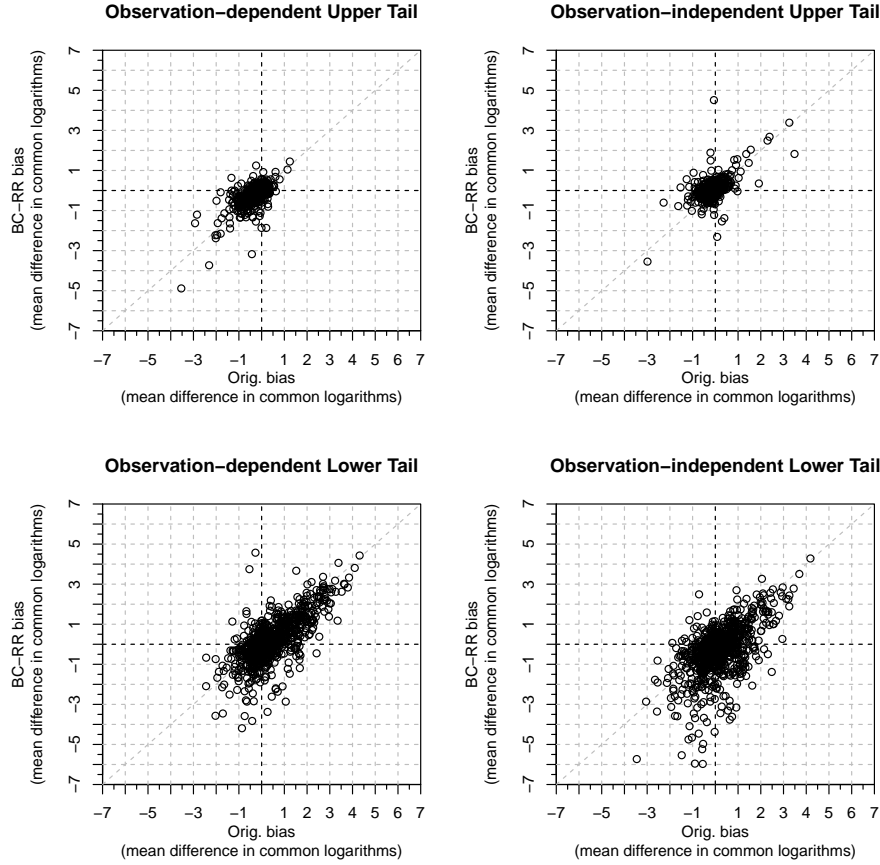 Observation−dependent Upper Tail
BC−RR bias
(mean difference in common logarithms)
7
5
3
1
−1
−3
−5
−7
−7 −5 −3 −1 0 1 2 3 4 5 6 7
Orig. bias
(mean difference in common logarithms)
Observation−independent Upper Tail
BC−RR bias
(mean difference in common logarithms)
7
5
3
1
−1
−3
−5
−7
−7 −5 −3 −1 0 1 2 3 4 5 6 7
Orig. bias
(mean difference in common logarithms)
Observation−dependent Lower Tail
BC−RR bias
(mean difference in common logarithms)
7
5
3
1
−1
−3
−5
−7
−7 −5 −3 −1 0 1 2 3 4 5 6 7
Orig. bias
(mean difference in common logarithms)
Observation−independent Lower Tail
BC−RR bias
(mean difference in common logarithms)
7
5
3
1
−1
−3
−5
−7
−7 −5 −3 −1 0 1 2 3 4 5 6 7
Orig. bias
(mean difference in common logarithms)